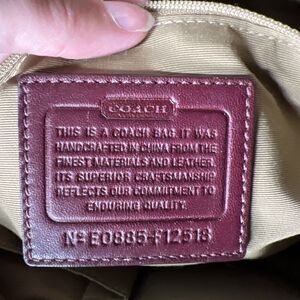 COACH
THIS IS A COACH BAG IT WAS
HANDCRAFTED IN CHINA FROM THE
FINEST MATERIALS AND LEATHER.
ITS SUPERIOR CRAFTSMANSHIP
REFLECTS OUR COMMITMENT TO
ENDURING QUALITY.
Nº E0885-F12518